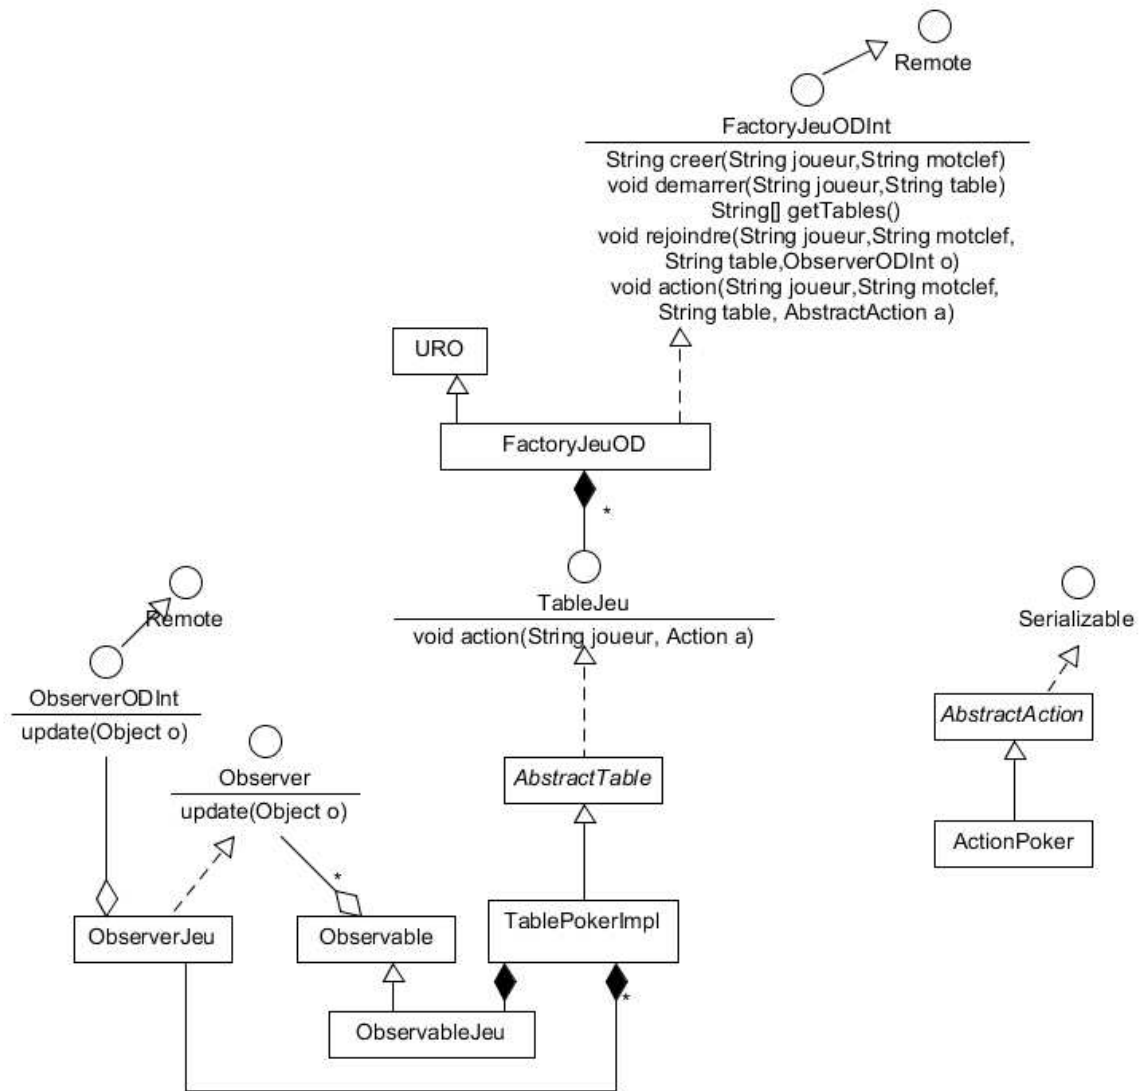 Remote
FactoryJeuODInt
String creer(String joueur,String motclef)
void demarrer(String joueur,String table)
String[] getTables()
void rejoindre(String joueur,String motclef,
String table,ObserverODInt o)
void action(String joueur,String motclef,
String table, AbstractAction a)
URO
FactoryJeuOD
*
TableJeu
void action(String joueur, Action a)
Remote
ObserverODInt
update(Object o)
Observer
update(Object o)
Serializable
AbstractAction
ActionPoker
AbstractTable
*
ObserverJeu
Observable
TablePokerImpl
*
ObservableJeu